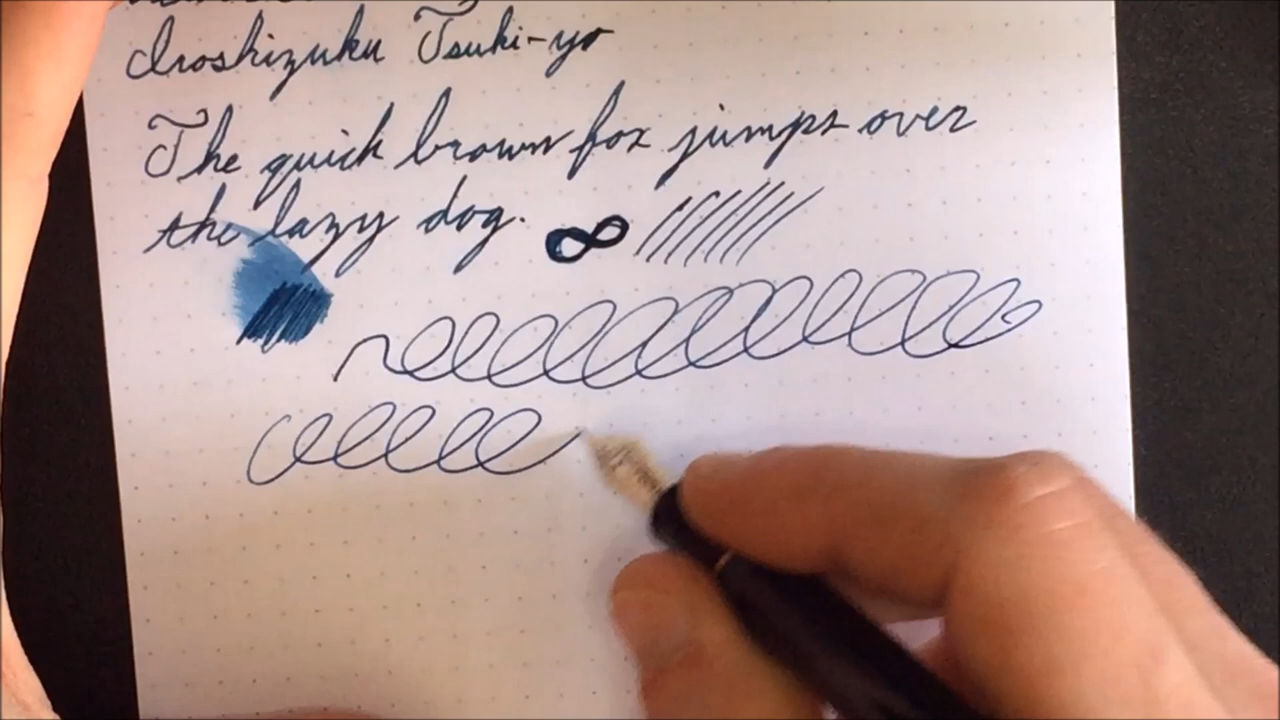 Iroshizuku Tsuki-yo
The quick brown fox jumps over
the lazy dog.